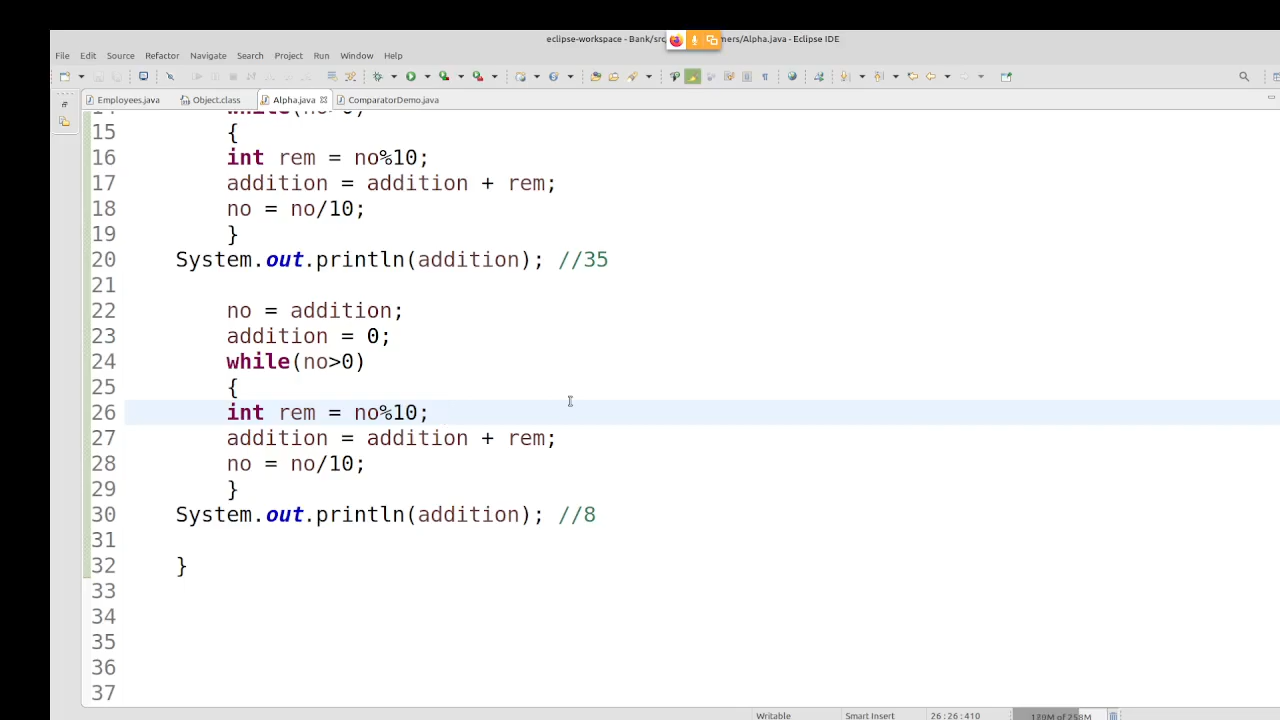 eclipse-workspace - Bank/src mers/Alpha.java - Eclipse IDE
File Edit Source Refactor Navigate Search Project Run Window Help
Employees.java Object.class Alpha.java ComparatorDemo.java
14 while(no>0)
15 {
16 int rem = no%10;
17 addition = addition + rem;
18 no = no/10;
19 }
20 System.out.println(addition); //35
21
22 no = addition;
23 addition = 0;
24 while(no>0)
25 {
26 int rem = no%10;
27 addition = addition + rem;
28 no = no/10;
29 }
30 System.out.println(addition); //8
31
32 }
33
34
35
36
37
Writable Smart Insert 26:26:410 of 258M